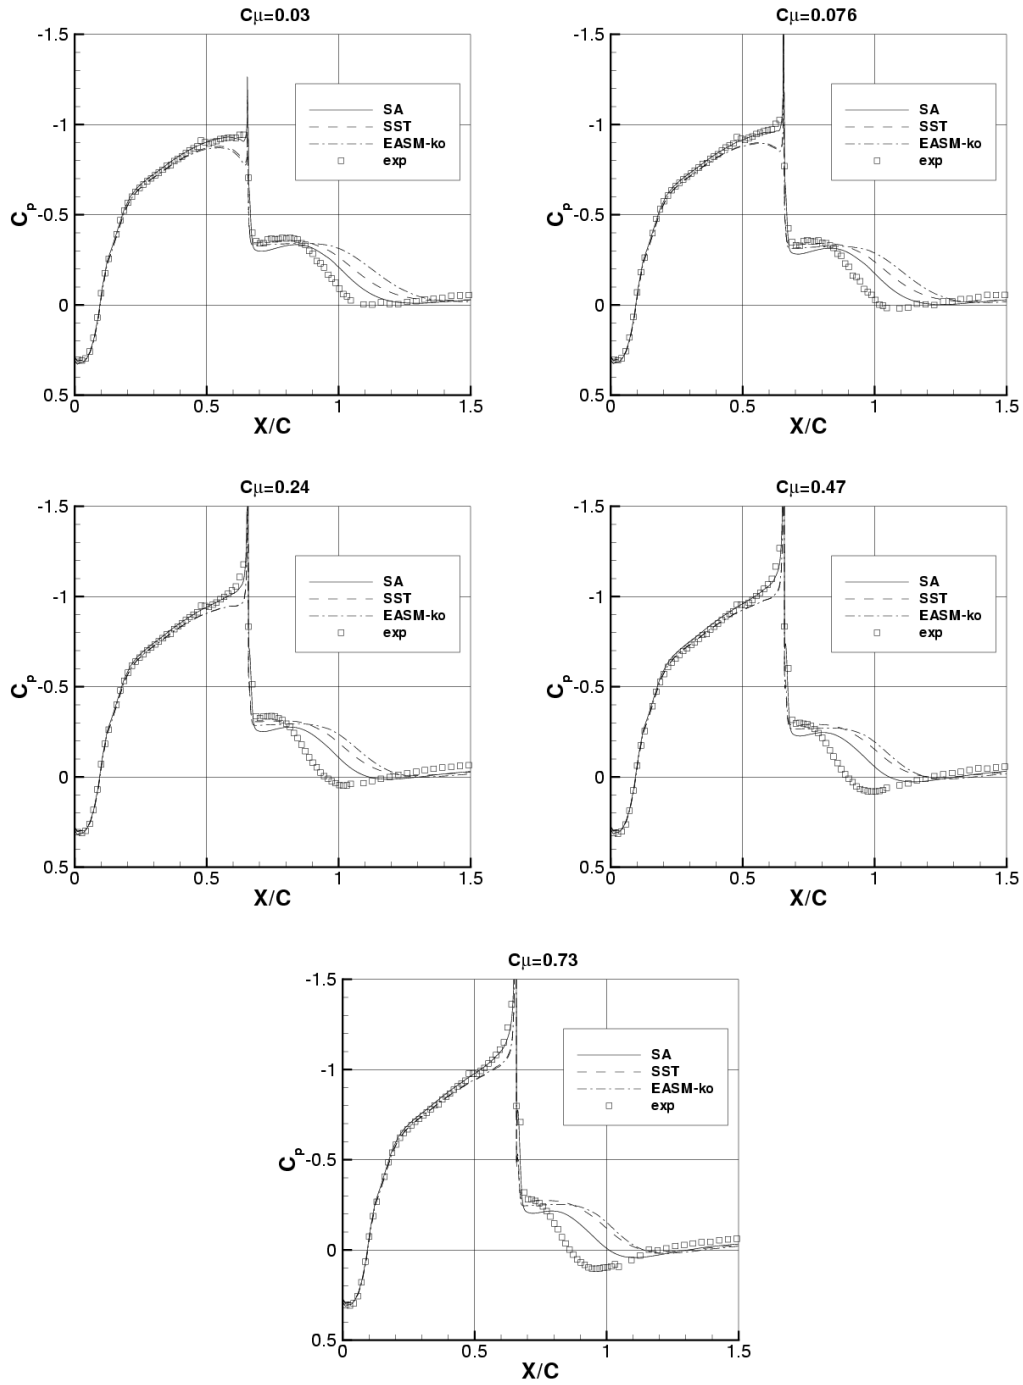 Cμ=0.03
-1.5
-1
-0.5
0
0.5
Cp
SA
SST
EASM-ko
exp
0 0.5 1 1.5
X/C
Cμ=0.076
-1.5
-1
-0.5
0
0.5
Cp
SA
SST
EASM-ko
exp
0 0.5 1 1.5
X/C
Cμ=0.24
-1.5
-1
-0.5
0
0.5
Cp
SA
SST
EASM-ko
exp
0 0.5 1 1.5
X/C
Cμ=0.47
-1.5
-1
-0.5
0
0.5
Cp
SA
SST
EASM-ko
exp
0 0.5 1 1.5
X/C
Cμ=0.73
-1.5
-1
-0.5
0
0.5
Cp
SA
SST
EASM-ko
exp
0 0.5 1 1.5
X/C